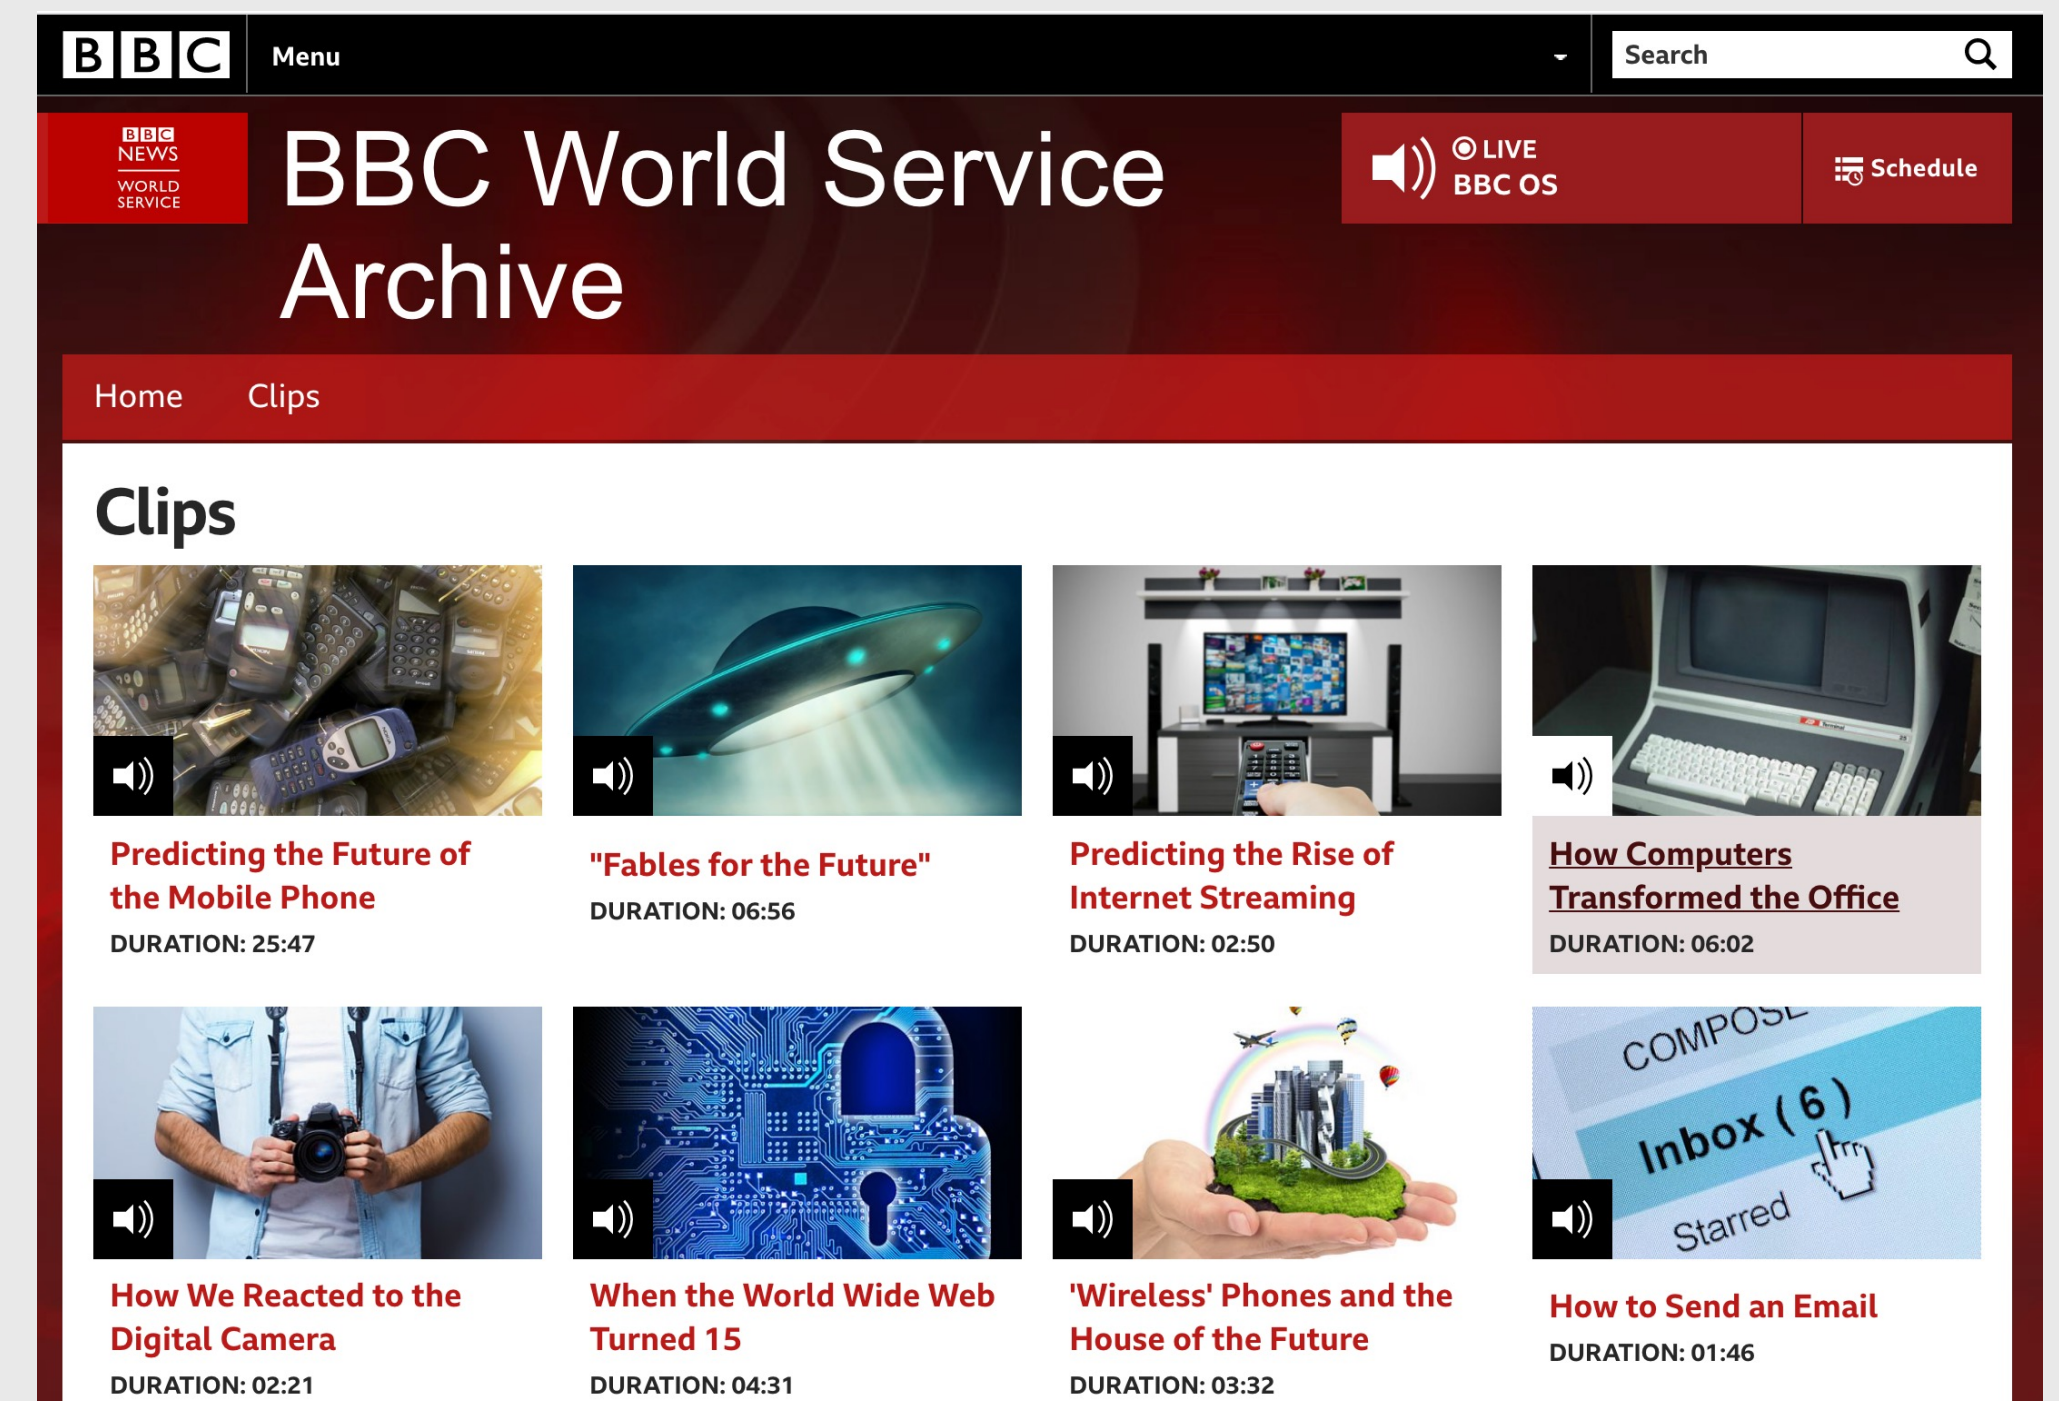 BBC
Menu
Search
BBC
NEWS
WORLD
SERVICE
BBC World Service
Archive
LIVE
BBC OS
Schedule
Home
Clips
Clips
Predicting the Future of
the Mobile Phone
DURATION: 25:47
"Fables for the Future"
DURATION: 06:56
Predicting the Rise of
Internet Streaming
DURATION: 02:50
How Computers
Transformed the Office
DURATION: 06:02
COMPOSE
Inbox (6)
Starred
How We Reacted to the
Digital Camera
DURATION: 02:21
When the World Wide Web
Turned 15
DURATION: 04:31
'Wireless' Phones and the
House of the Future
DURATION: 03:32
How to Send an Email
DURATION: 01:46